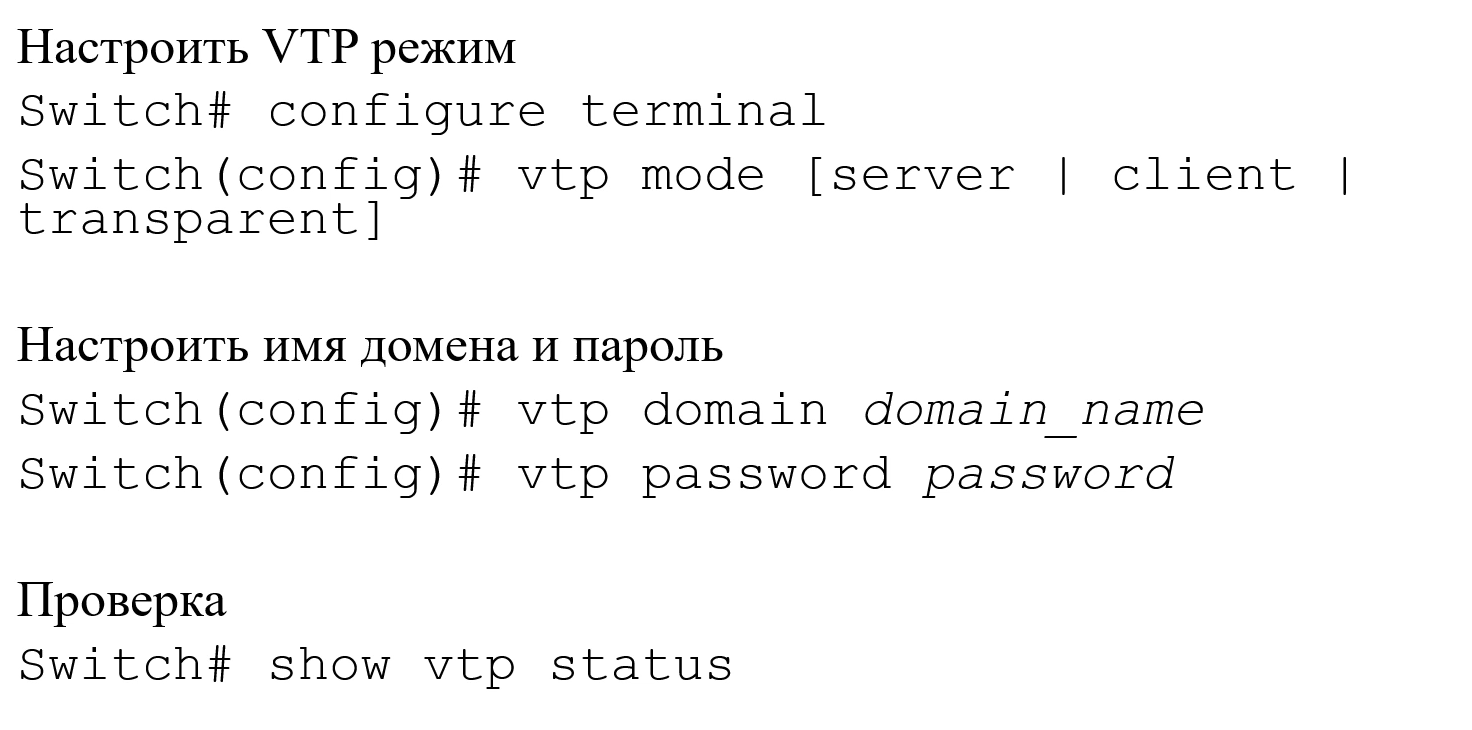 Настроить VTP режим
Switch# configure terminal
Switch(config)# vtp mode [server | client |
transparent]
Настроить имя домена и пароль
Switch(config)# vtp domain domain_name
Switch(config)# vtp password password
Проверка
Switch# show vtp status